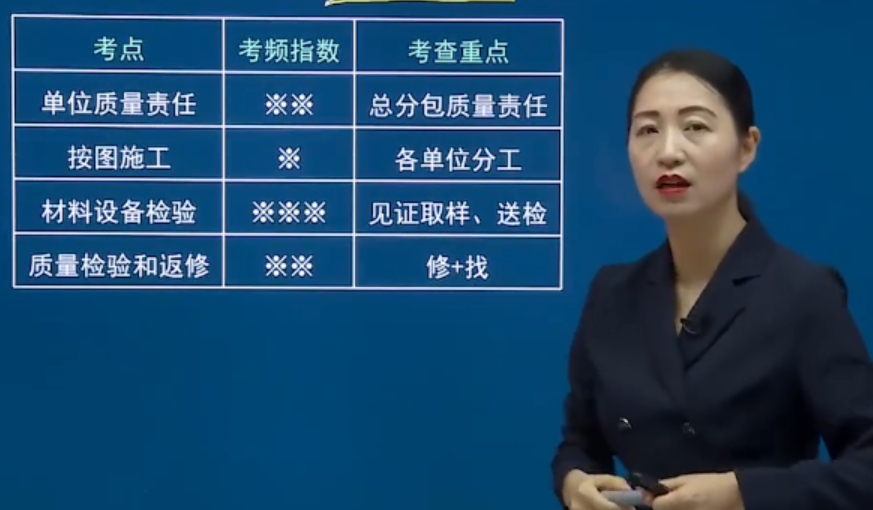 考点 考频指数 考查重点
单位质量责任 ※※ 总分包质量责任
按图施工 ※ 各单位分工
材料设备检验 ※※※ 见证取样、送检
质量检验和返修 ※※ 修+找